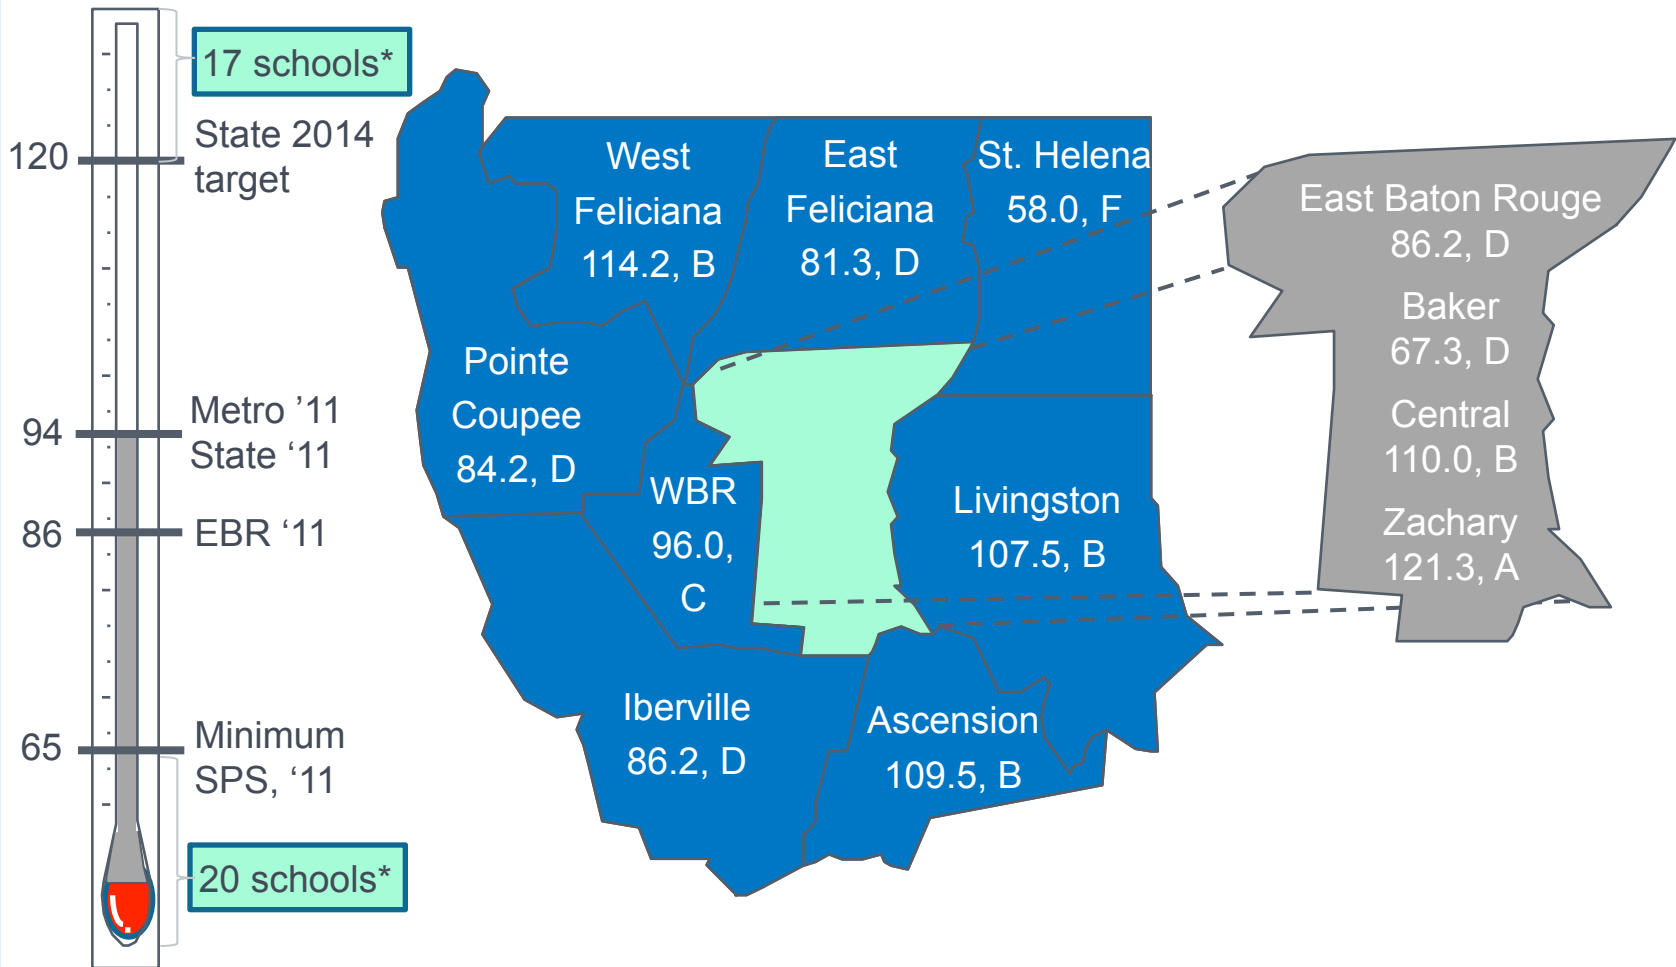 17 schools*
120
State 2014
target
94
Metro ’11
State ‘11
86
EBR ‘11
65
Minimum
SPS, ‘11
20 schools*
West
Feliciana
114.2, B
East
Feliciana
81.3, D
St. Helena
58.0, F
Pointe
Coupee
84.2, D
WBR
96.0,
C
Livingston
107.5, B
Iberville
86.2, D
Ascension
109.5, B
East Baton Rouge
86.2, D
Baker
67.3, D
Central
110.0, B
Zachary
121.3, A